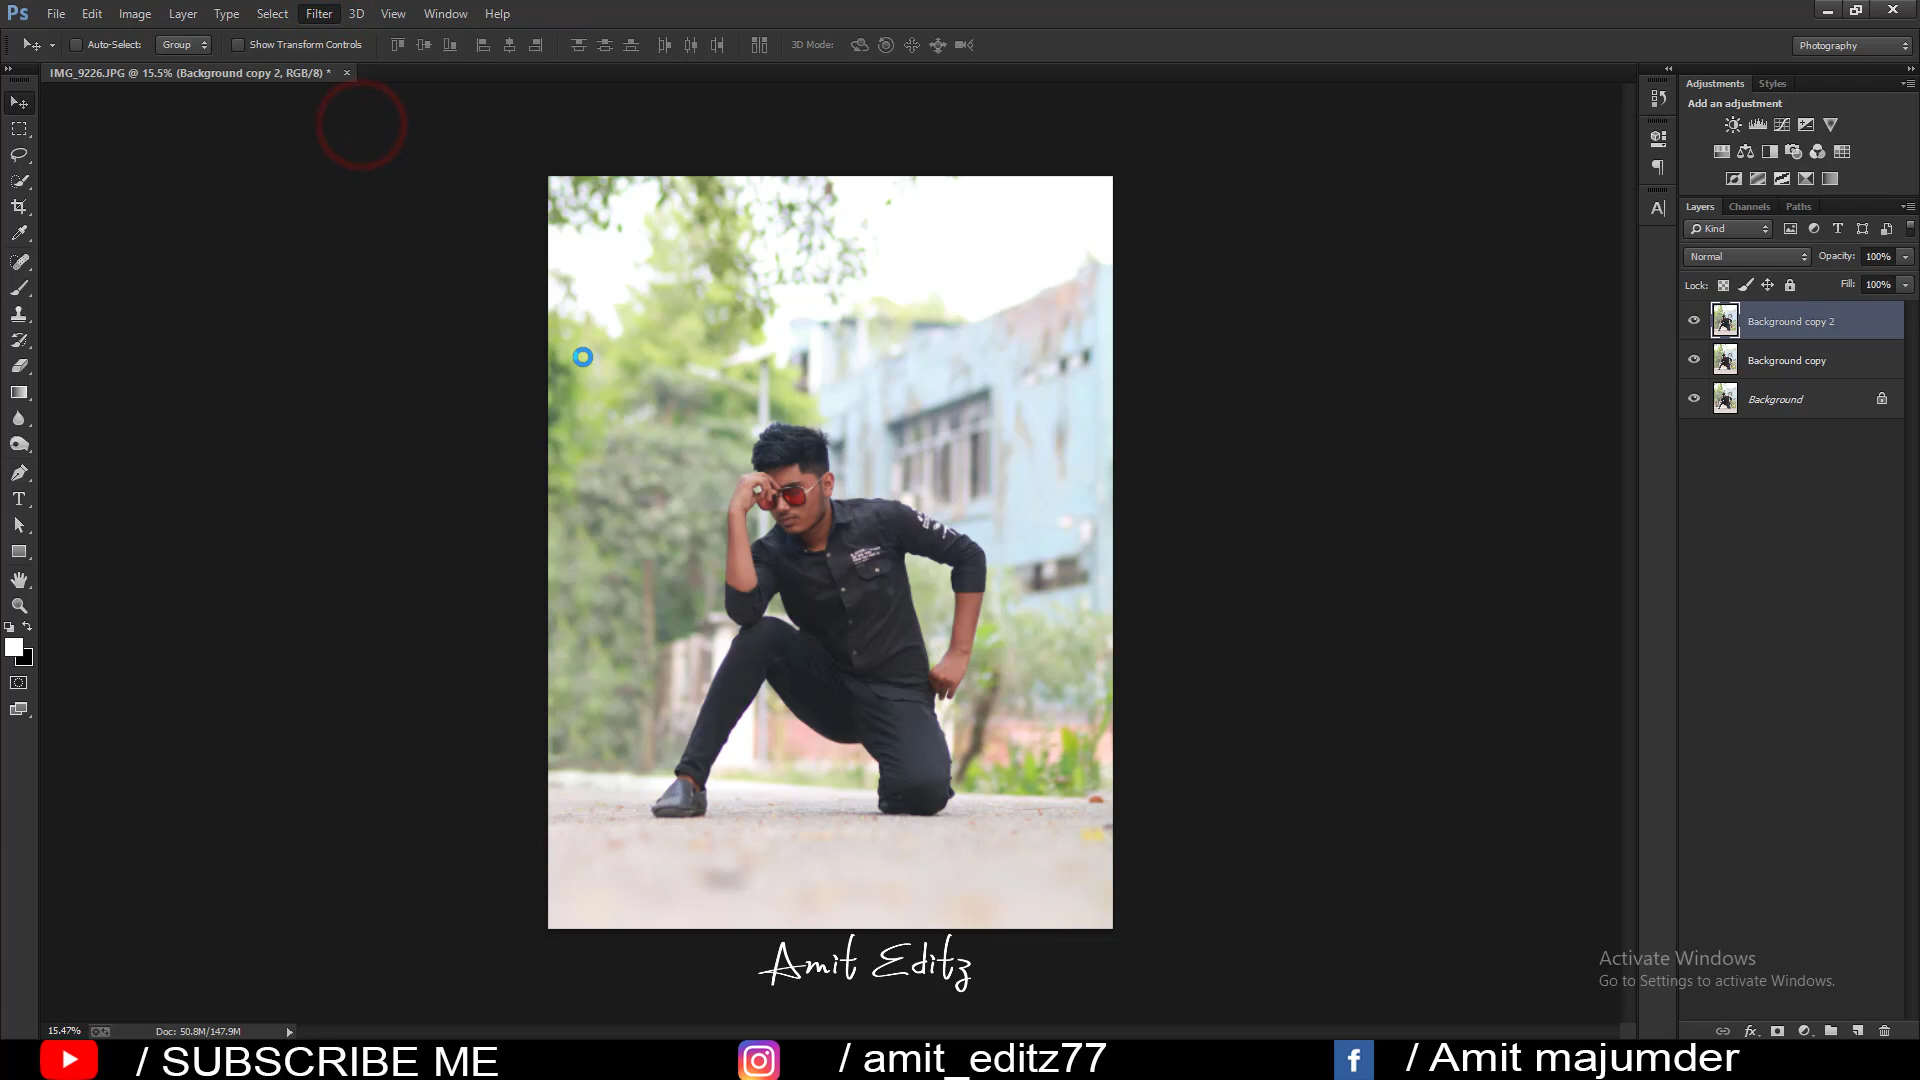 Ps File Edit Image Layer Type Select Filter 3D View Window Help
Auto-Select: Group Show Transform Controls 3D Mode: Photography
IMG_9226.JPG @ 15.5% (Background copy 2, RGB/8) * ×
Adjustments Styles
Add an adjustment
Layers Channels Paths
Kind
Normal Opacity: 100%
Lock: Fill: 100%
Background copy 2
Background copy
Background
Amit Editz
Activate Windows
Go to Settings to activate Windows.
15.47% Doc: 50.8M/147.9M
/ SUBSCRIBE ME / amit_editz77 / Amit majumder